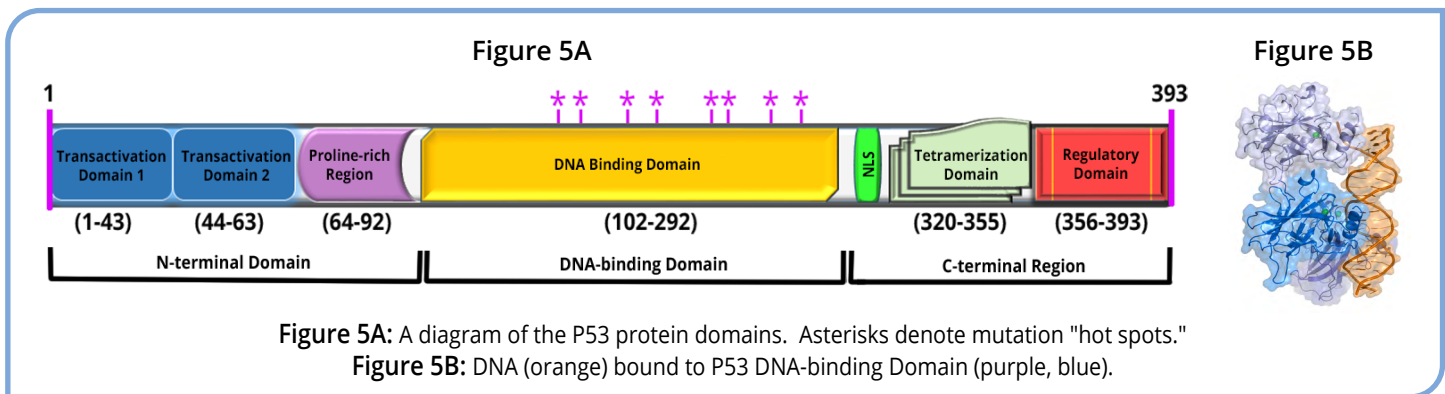 Figure 5A
Figure 5B
1
393
* * * * * * * *
Transactivation
Domain 1
Transactivation
Domain 2
Proline-rich
Region
DNA Binding Domain
NLS
Tetramerization
Domain
Regulatory
Domain
(1-43)
(44-63)
(64-92)
(102-292)
(320-355)
(356-393)
N-terminal Domain
DNA-binding Domain
C-terminal Region
Figure 5A: A diagram of the P53 protein domains. Asterisks denote mutation "hot spots."
Figure 5B: DNA (orange) bound to P53 DNA-binding Domain (purple, blue).